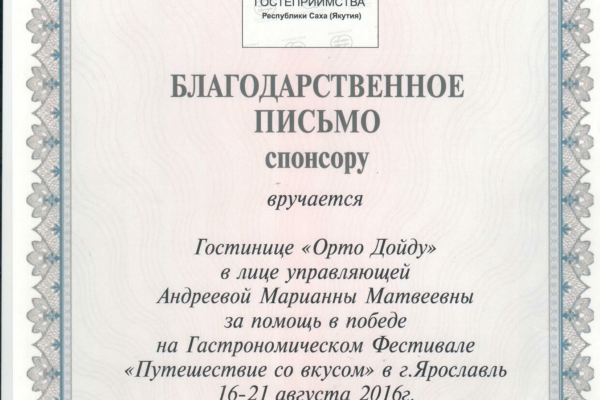 ГОСТЕПРИИМСТВА
Республики Саха (Якутия)
БЛАГОДАРСТВЕННОЕ
ПИСЬМО
спонсору
вручается
Гостинице «Орто Дойду»
в лице управляющей
Андреевой Марианны Матвеевны
за помощь в победе
на Гастрономическом Фестивале
«Путешествие со вкусом» в г.Ярославль
16-21 августа 2016г.